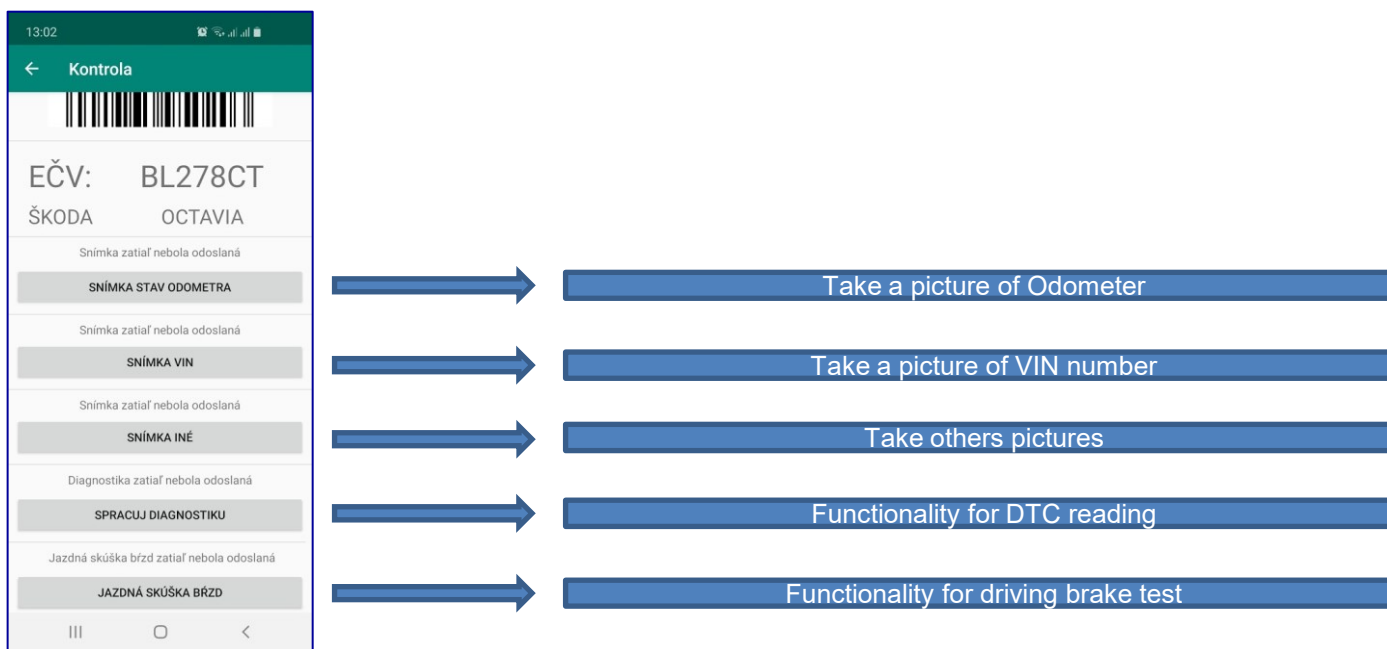 13:02
Kontrola
EČV: BL278CT
ŠKODA OCTAVIA
Snímka zatiaľ nebola odoslaná
SNÍMKA STAV ODOMETRA
Take a picture of Odometer
Snímka zatiaľ nebola odoslaná
SNÍMKA VIN
Take a picture of VIN number
Snímka zatiaľ nebola odoslaná
SNÍMKA INÉ
Take others pictures
Diagnostika zatiaľ nebola odoslaná
SPRACUJ DIAGNOSTIKU
Functionality for DTC reading
Jazdná skúška bŕzd zatiaľ nebola odoslaná
JAZDNÁ SKÚŠKA BŔZD
Functionality for driving brake test